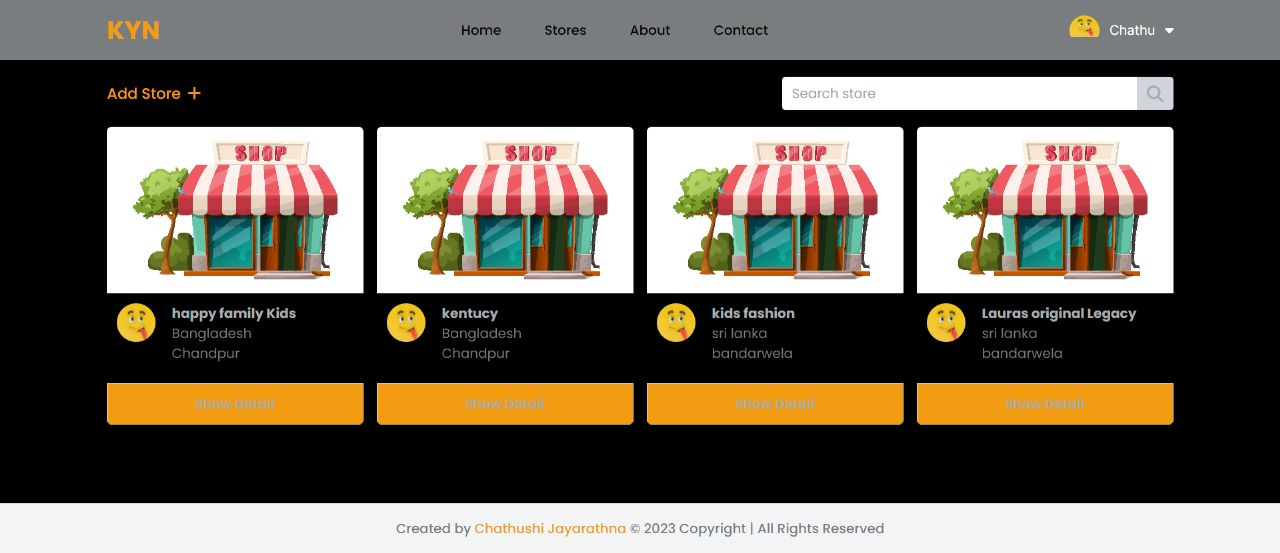 KYN
Home Stores About Contact
Chathu
Add Store +
Search store
SHOP SHOP SHOP SHOP
happy family Kids
Bangladesh
Chandpur
kentucy
Bangladesh
Chandpur
kids fashion
sri lanka
bandarwela
Lauras original Legacy
sri lanka
bandarwela
Show Detail Show Detail Show Detail Show Detail
Created by Chathushi Jayarathna © 2023 Copyright | All Rights Reserved